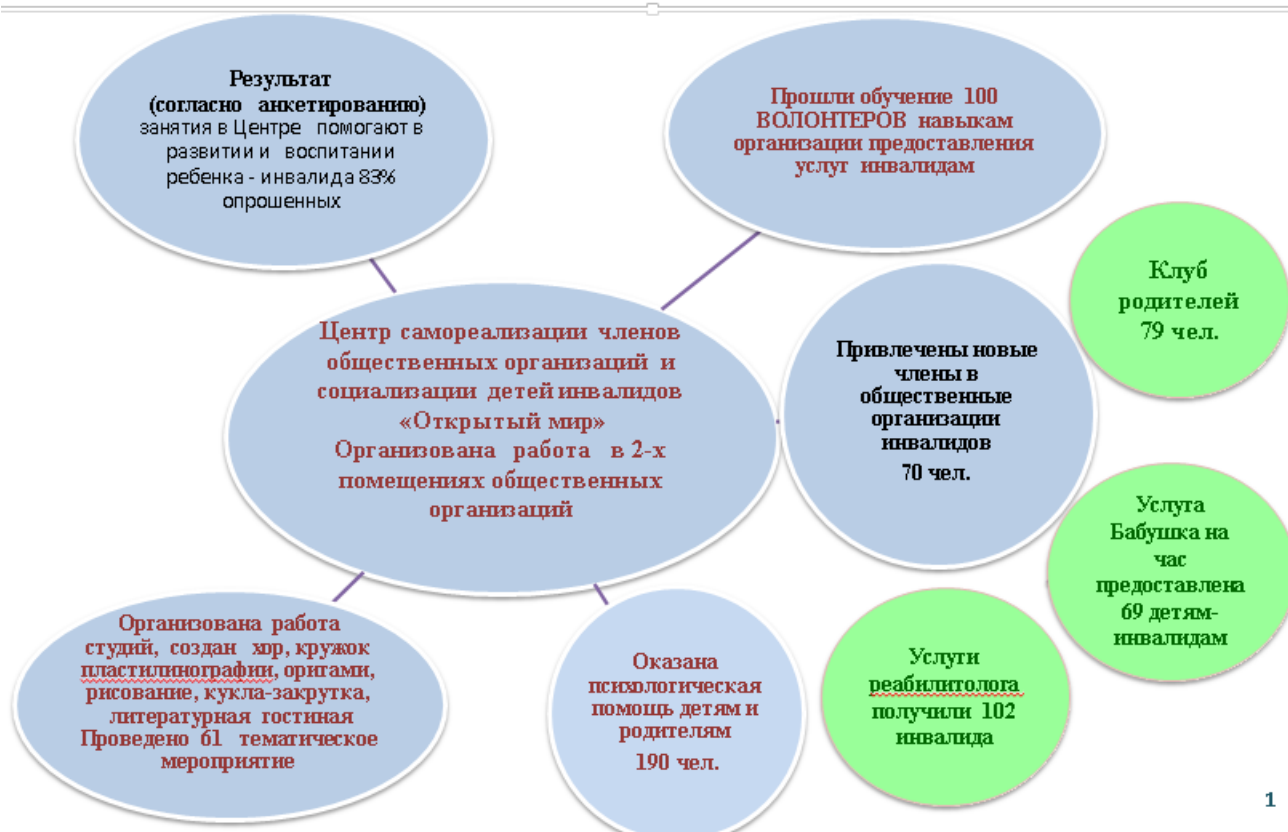 Результат
(согласно анкетированию)
занятия в Центре помогают в
развитии и воспитании
ребенка - инвалида 83%
опрошенных
Прошли обучение 100
ВОЛОНТЕРОВ навыкам
организации предоставления
услуг инвалидам
Клуб
родителей
79 чел.
Центр самореализации членов
общественных организаций и
социализации детей инвалидов
«Открытый мир»
Организована работа в 2-х
помещениях общественных
организаций
Привлечены новые
члены в
общественные
организации
инвалидов
70 чел.
Услуга
Бабушка на
час
предоставлена
69 детям-
инвалидам
Организована работа
студий, создан хор, кружок
пластилинографии, оригами,
рисование, кукла-закрутка,
литературная гостиная
Проведено 61 тематическое
мероприятие
Оказана
психологическая
помощь детям и
родителям
190 чел.
Услуги
реабилитолога
получили 102
инвалида
1